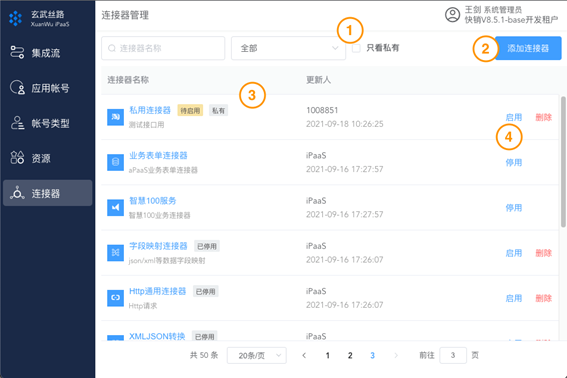 玄武丝路
XuanWu iPaaS
集成流
应用帐号
帐号类型
资源
连接器
连接器管理
王剑 系统管理员
快销V8.5.1-base开发租户
连接器名称
全部
只看私有
添加连接器
1
2
3
4
连接器名称
更新人
私用连接器 待启用 私有
测试接口用
1008851
2021-09-18 10:26:25
启用 删除
业务表单连接器
aPaaS业务表单连接器
iPaaS
2021-09-16 17:27:57
停用
智慧100服务
智慧100业务连接器
iPaaS
2021-09-16 17:27:57
停用
字段映射连接器 已停用
json/xml等数据字段映射
iPaaS
2021-09-16 17:26:07
启用 删除
Http通用连接器 已停用
Http请求
iPaaS
2021-09-16 17:26:07
启用 删除
XMLJSON转换 已停用
iPaaS
共 50 条 20条/页 1 2 3 前往 3 页